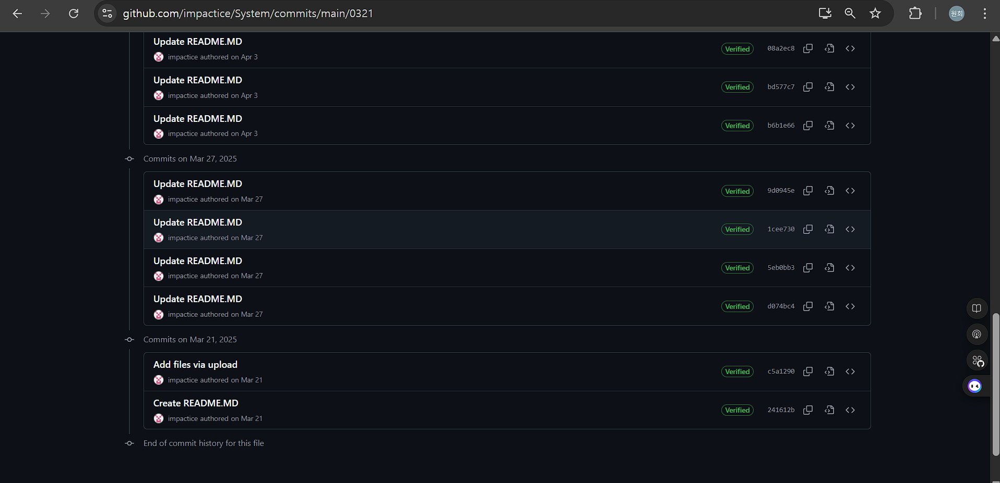 github.com/impactice/System/commits/main/0321
원희
Update README.MD
impactice authored on Apr 3
Verified
08a2ec8
Update README.MD
impactice authored on Apr 3
Verified
bd577c7
Update README.MD
impactice authored on Apr 3
Verified
b6b1e66
Commits on Mar 27, 2025
Update README.MD
impactice authored on Mar 27
Verified
9d0945e
Update README.MD
impactice authored on Mar 27
Verified
1cee730
Update README.MD
impactice authored on Mar 27
Verified
5eb0bb3
Update README.MD
impactice authored on Mar 27
Verified
d074bc4
Commits on Mar 21, 2025
Add files via upload
impactice authored on Mar 21
Verified
c5a1290
Create README.MD
impactice authored on Mar 21
Verified
241612b
End of commit history for this file